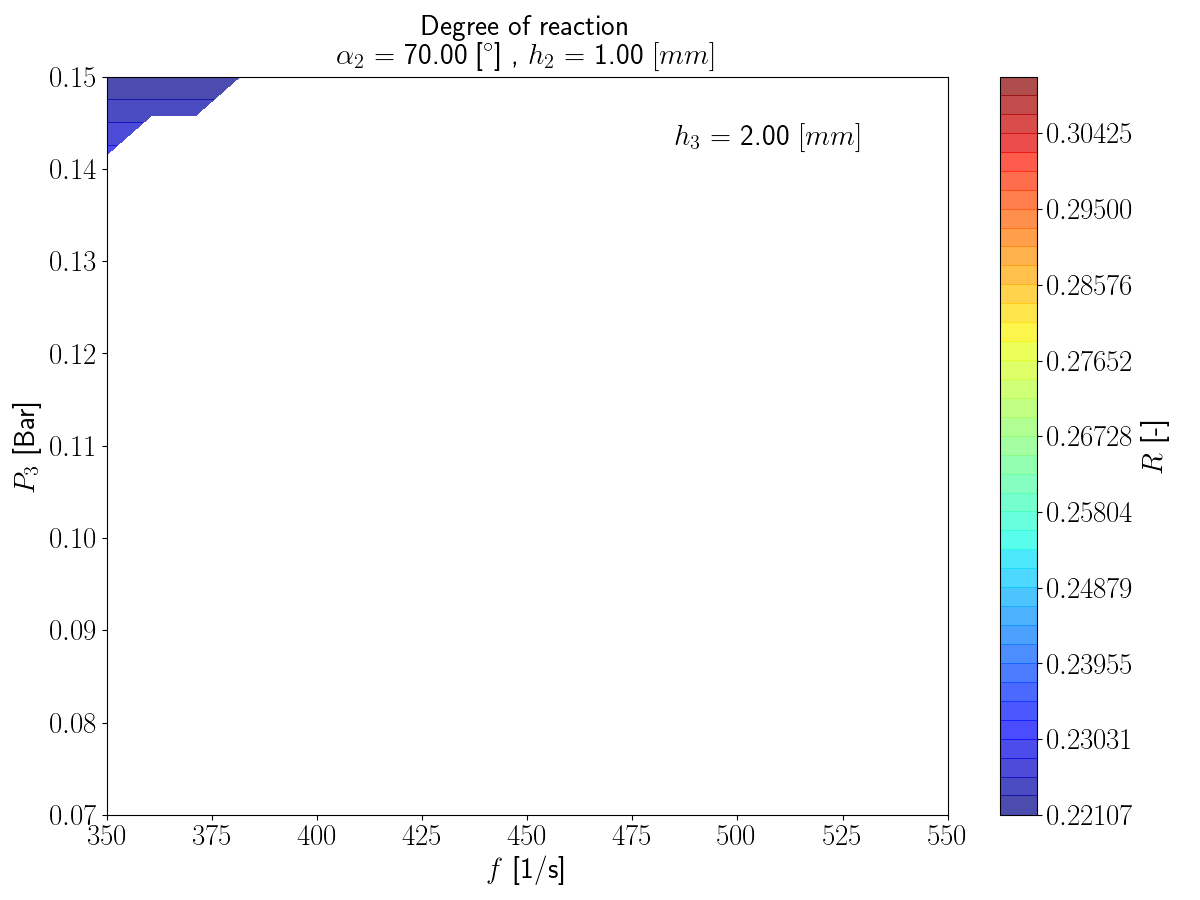 Degree of reaction
α₂ = 70.00 [°] , h₂ = 1.00 [mm]
h₃ = 2.00 [mm]
P₃ [Bar]
0.15
0.14
0.13
0.12
0.11
0.10
0.09
0.08
0.07
350 375 400 425 450 475 500 525 550
f [1/s]
0.30425
0.29500
0.28576
0.27652
0.26728
0.25804
0.24879
0.23955
0.23031
0.22107
R [-]